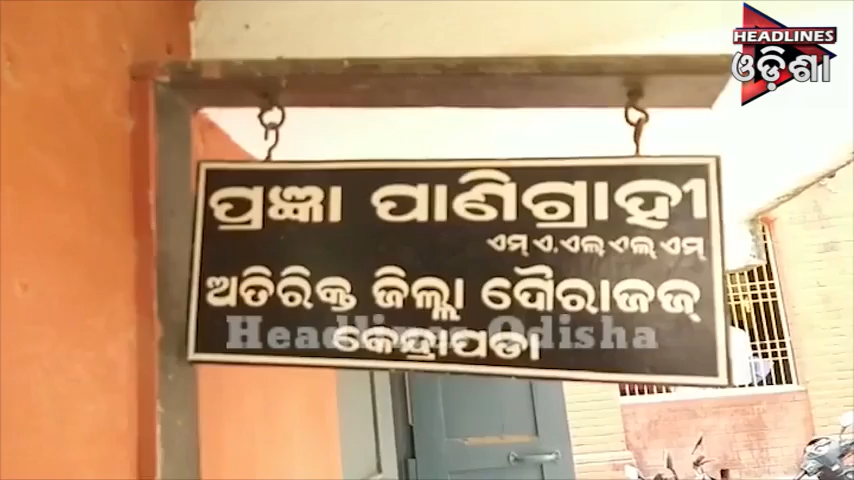 HEADLINES
ଓଡ଼ିଶା
ପ୍ରଜ୍ଞା ପାଣିଗ୍ରାହୀ
ଏମ୍ ଏ.ଏଲ୍ ଏଲ୍ ଏମ୍
ଅତିରିକ୍ତ ଜିଲ୍ଲା ଦୌରାଜଜ୍
Headlines Odisha
କେନ୍ଦ୍ରାପଡା